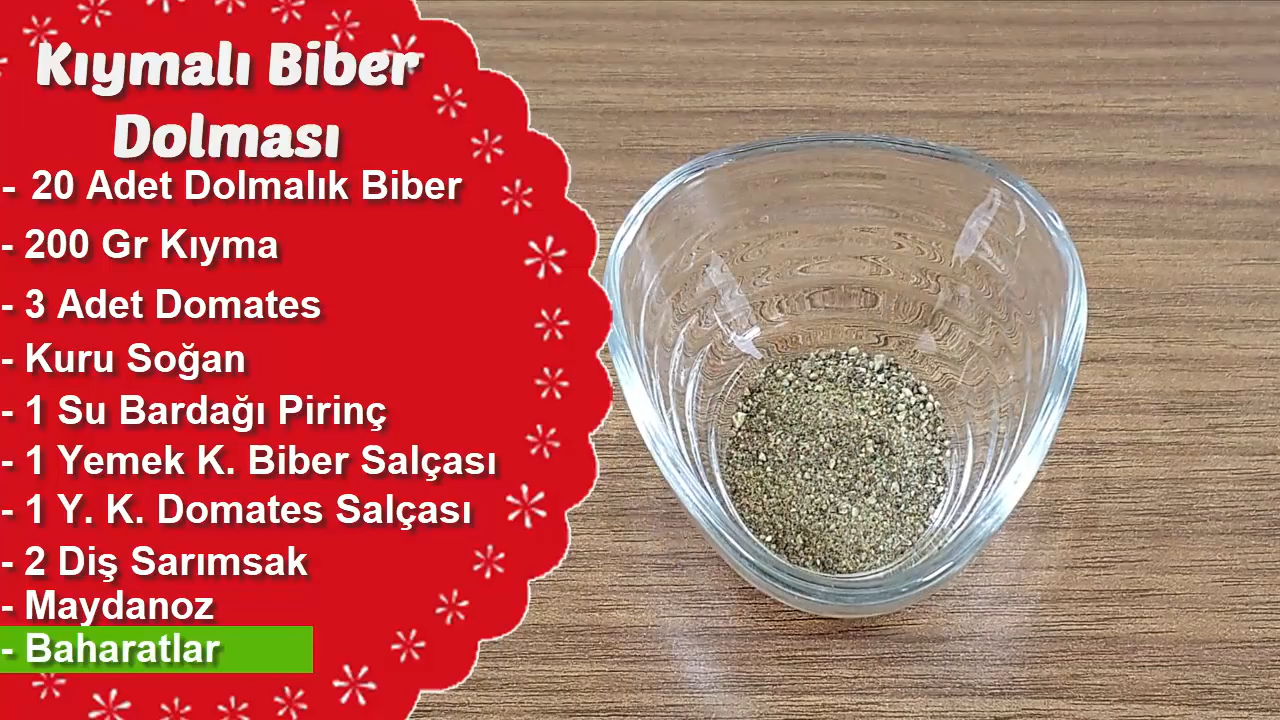 Kıymalı Biber
Dolması
- 20 Adet Dolmalık Biber
- 200 Gr Kıyma
- 3 Adet Domates
- Kuru Soğan
- 1 Su Bardağı Pirinç
- 1 Yemek K. Biber Salçası
- 1 Y. K. Domates Salçası
- 2 Diş Sarımsak
- Maydanoz
- Baharatlar